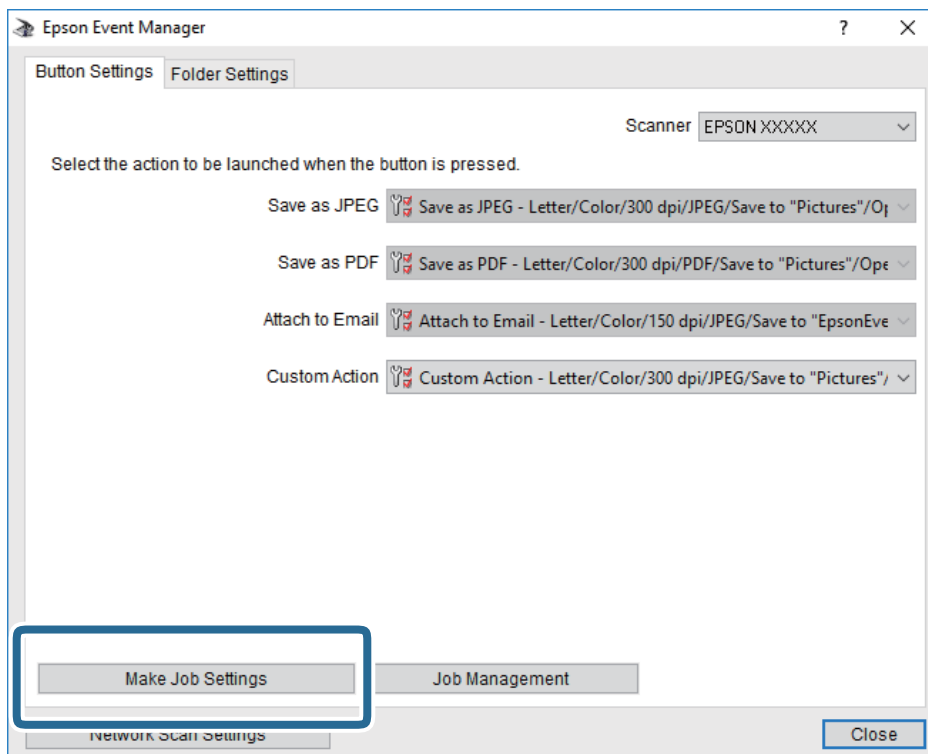 Epson Event Manager
?
Button Settings Folder Settings
Scanner EPSON XXXXX
Select the action to be launched when the button is pressed.
Save as JPEG Save as JPEG - Letter/Color/300 dpi/JPEG/Save to "Pictures"/
Save as PDF Save as PDF - Letter/Color/300 dpi/PDF/Save to "Pictures"/Ope
Attach to Email Attach to Email - Letter/Color/150 dpi/JPEG/Save to "EpsonEve
Custom Action Custom Action - Letter/Color/300 dpi/JPEG/Save to "Pictures"/
Make Job Settings Job Management
Network Scan Settings Close